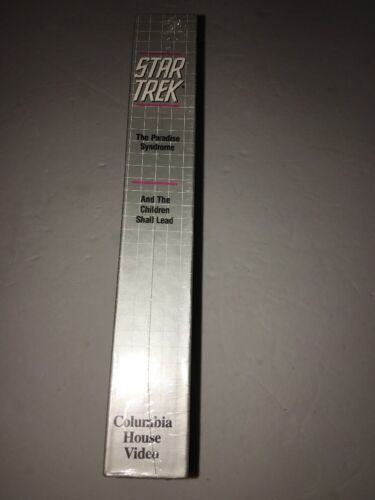 STAR
TREK
The Paradise
Syndrome
And The
Children
Shall Lead
Columbia
House
Video